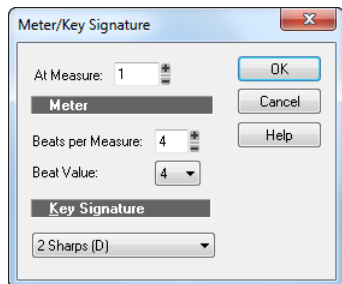 Meter/Key Signature
At Measure: 1
OK
Meter
Cancel
Beats per Measure: 4
Help
Beat Value: 4
Key Signature
2 Sharps (D)